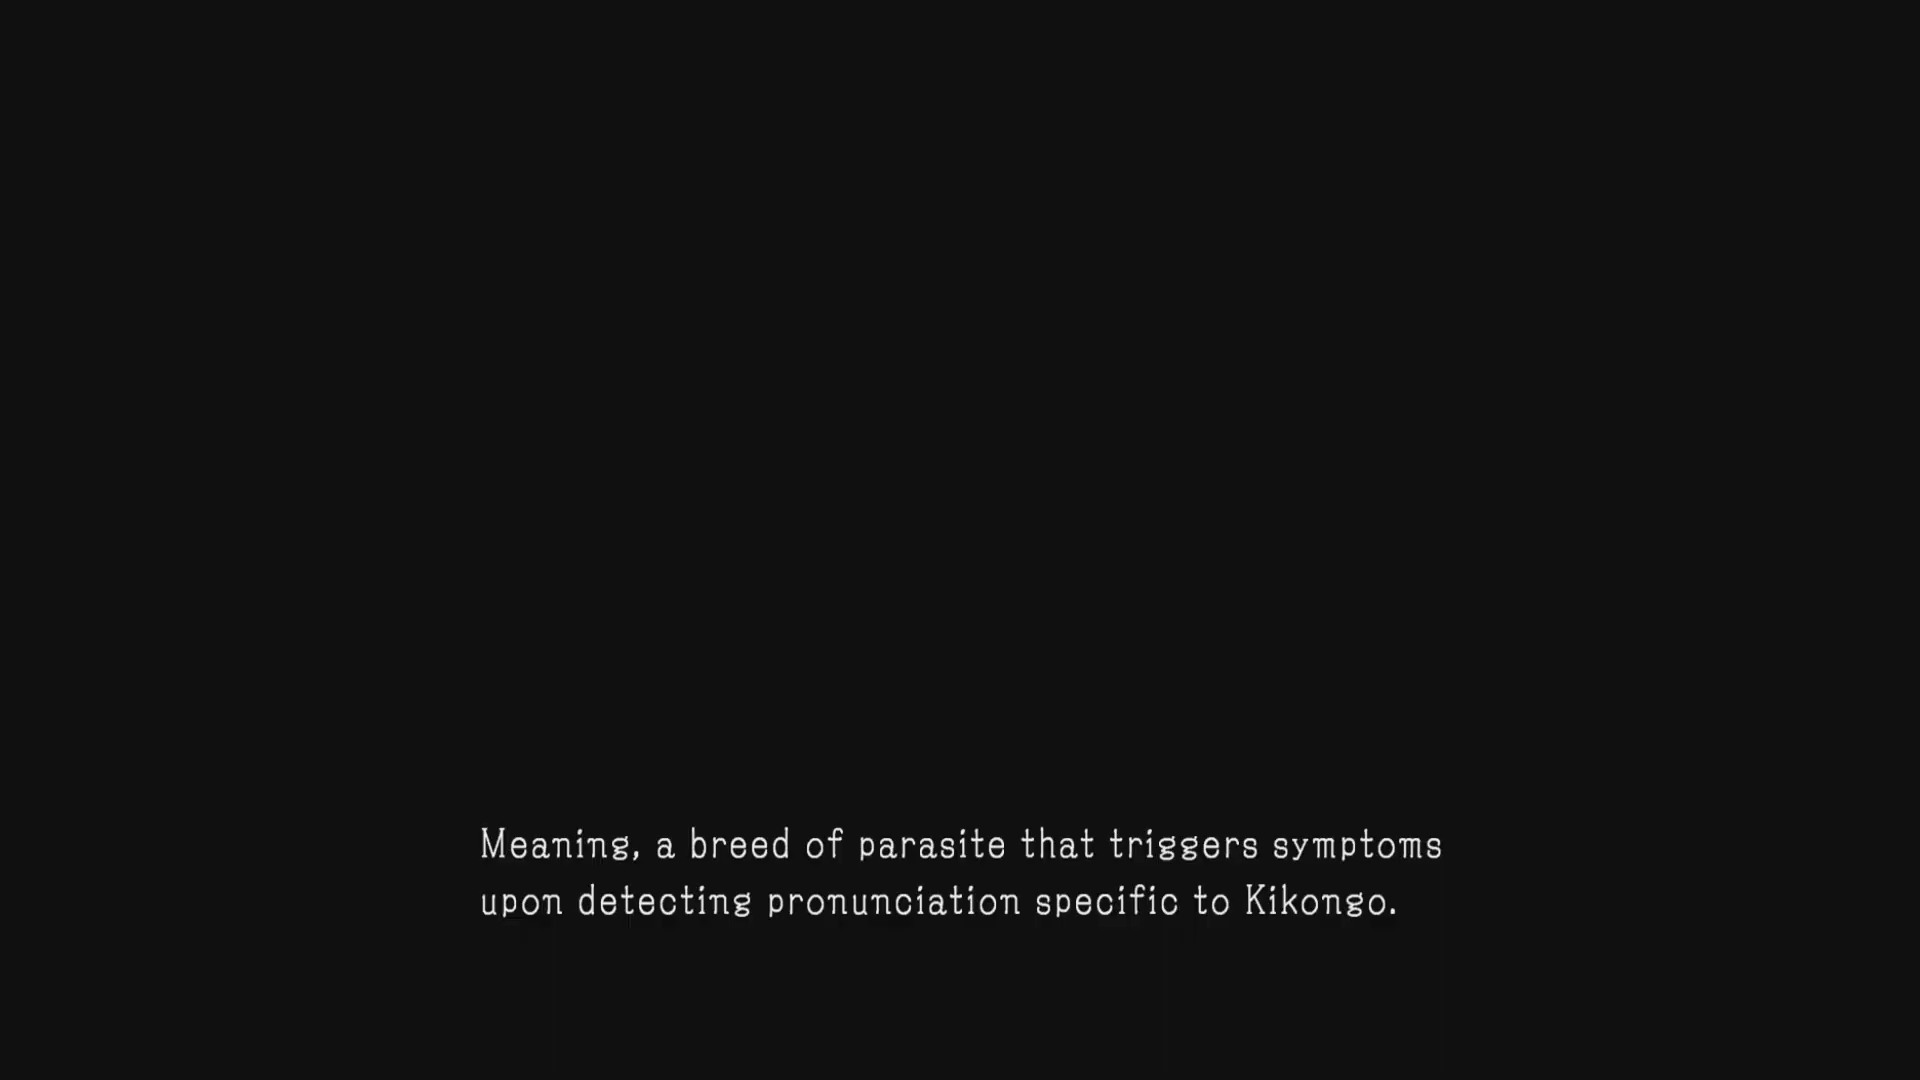 Meaning, a breed of parasite that triggers symptoms
upon detecting pronunciation specific to Kikongo.